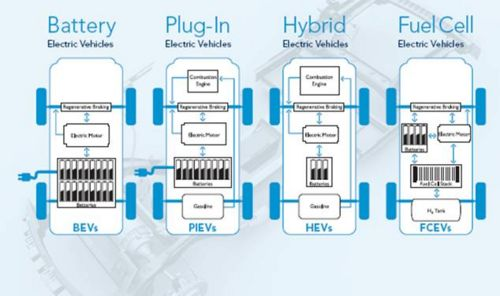 Battery
Electric Vehicles
Regenerative Braking
Electric Motor
Batteries
BEVs
Plug-In
Electric Vehicles
Combustion
Engine
Regenerative Braking
Electric Motor
Batteries
Gasoline
PIEVs
Hybrid
Electric Vehicles
Combustion
Engine
Regenerative Braking
Electric Motor
Batteries
Gasoline
HEVs
Fuel Cell
Electric Vehicles
Regenerative Braking
Electric Motor
Batteries
Fuel Cell Stack
H₂ Tank
FCEVs